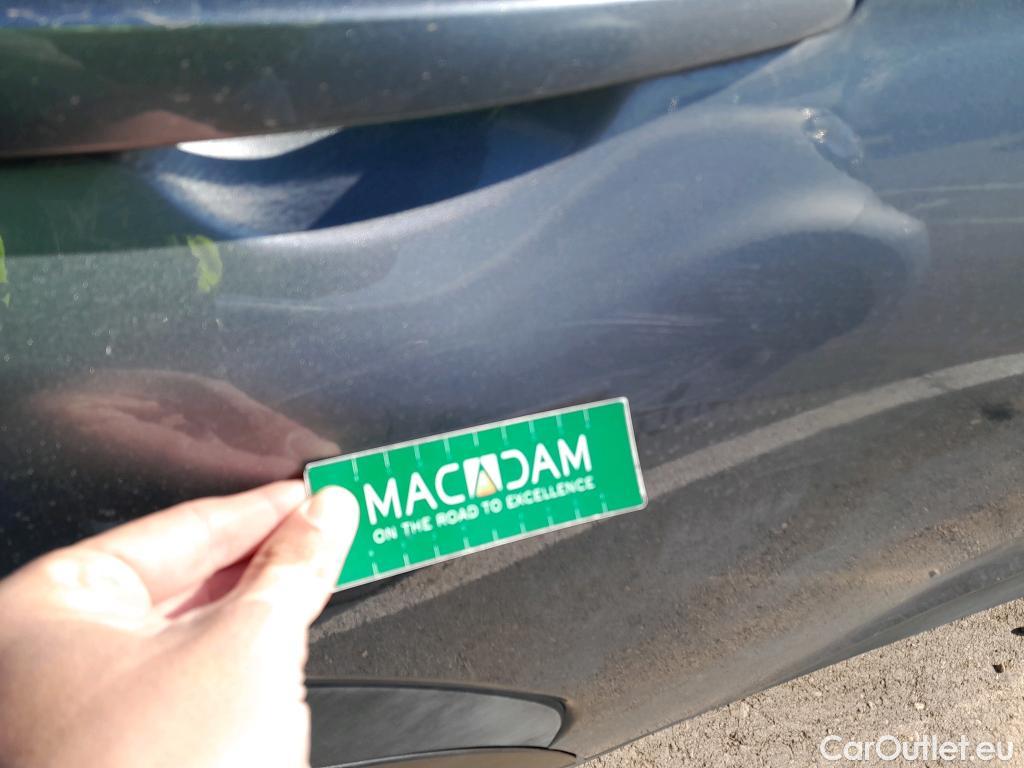 MACADAM
ON THE ROAD TO EXCELLENCE
CarOutlet.eu